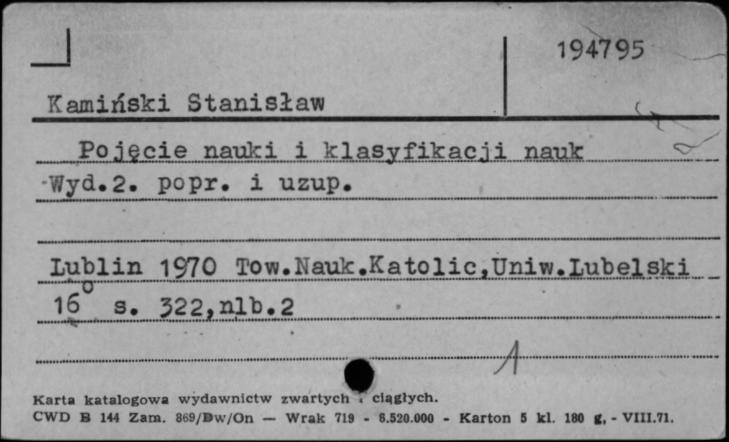 194795
Kamiński Stanisław
Pojęcie nauki i klasyfikacji nauk
Wyd.2. popr. i uzup.
Lublin 1970 Tow.Nauk.Katolic,Uniw.Lubelski
16° s. 322,nlb.2
1
Karta katalogowa wydawnictw zwartych i ciągłych.
CWD B 144 Zam. 869/Dw/On — Wrak 719 - 6.520.000 - Karton 5 kl. 180 g, - VIII.71.